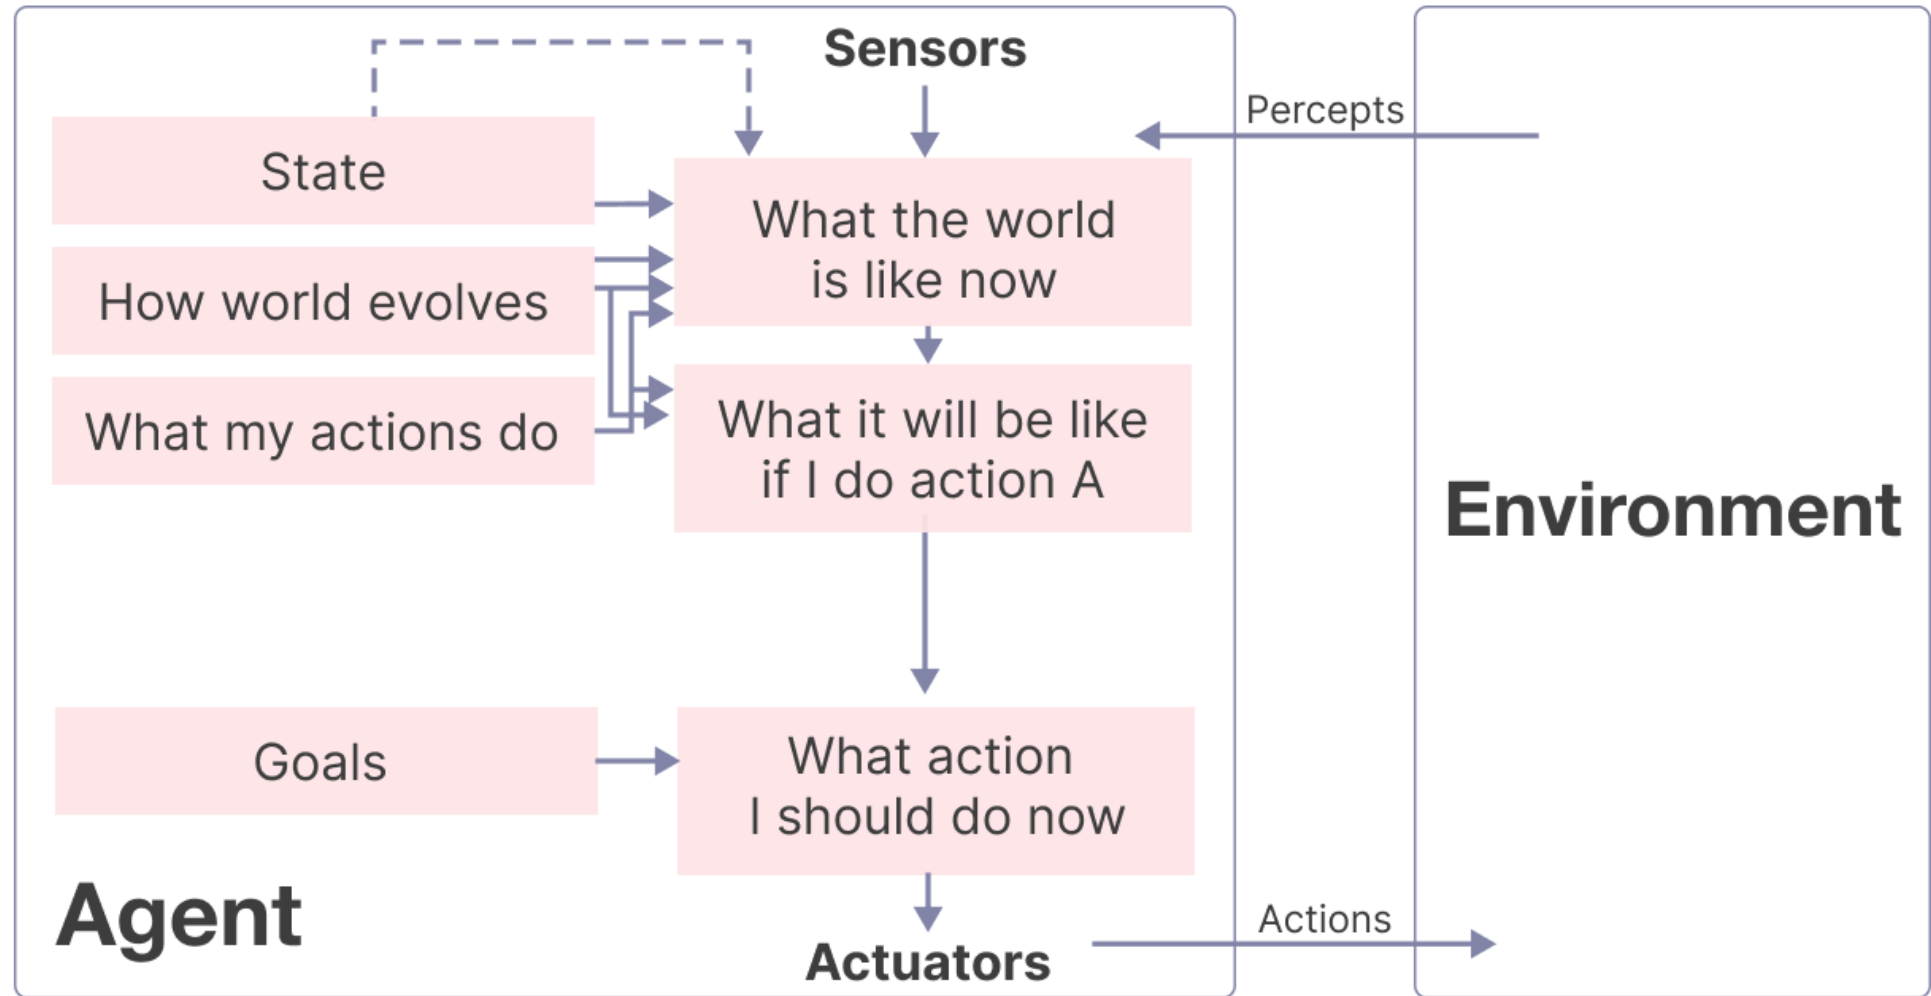 Sensors
Percepts
State
What the world
is like now
How world evolves
What my actions do
What it will be like
if I do action A
Environment
Goals
What action
I should do now
Agent
Actions
Actuators